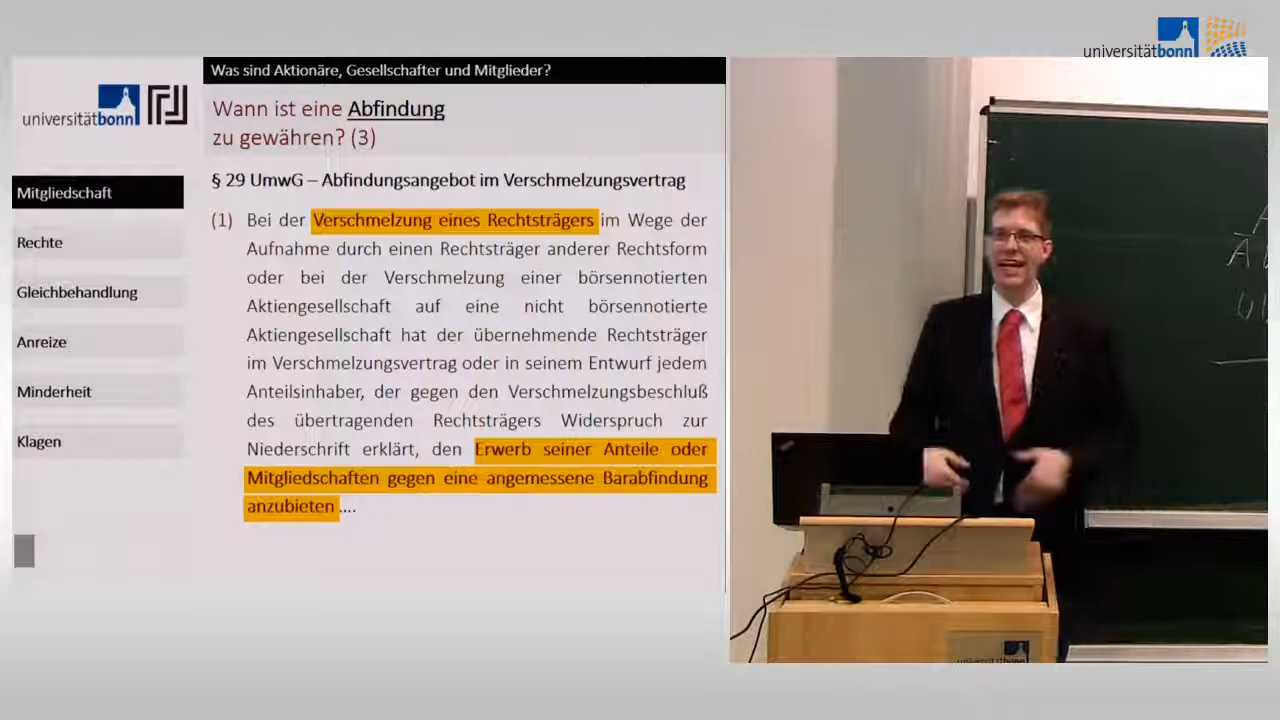 universitätbonn
Was sind Aktionäre, Gesellschafter und Mitglieder?
universitätbonn
Wann ist eine Abfindung
zu gewähren? (3)
Mitgliedschaft
Rechte
Gleichbehandlung
Anreize
Minderheit
Klagen
§ 29 UmwG – Abfindungsangebot im Verschmelzungsvertrag
(1) Bei der Verschmelzung eines Rechtsträgers im Wege der
Aufnahme durch einen Rechtsträger anderer Rechtsform
oder bei der Verschmelzung einer börsennotierten
Aktiengesellschaft auf eine nicht börsennotierte
Aktiengesellschaft hat der übernehmende Rechtsträger
im Verschmelzungsvertrag oder in seinem Entwurf jedem
Anteilsinhaber, der gegen den Verschmelzungsbeschluß
des übertragenden Rechtsträgers Widerspruch zur
Niederschrift erklärt, den Erwerb seiner Anteile oder
Mitgliedschaften gegen eine angemessene Barabfindung
anzubieten ....
universitätbonn